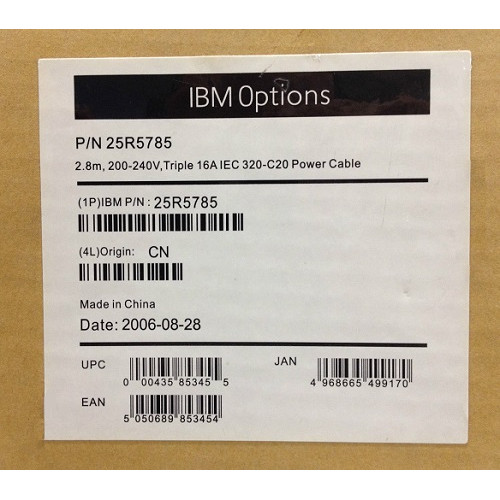 IBM Options
P/N 25R5785
2.8m, 200-240V,Triple 16A IEC 320-C20 Power Cable
(1P)IBM P/N : 25R5785
(4L)Origin: CN
Made in China
Date: 2006-08-28
UPC
0 00435 85345 5
JAN
4 968665 499170
EAN
5 050689 853454